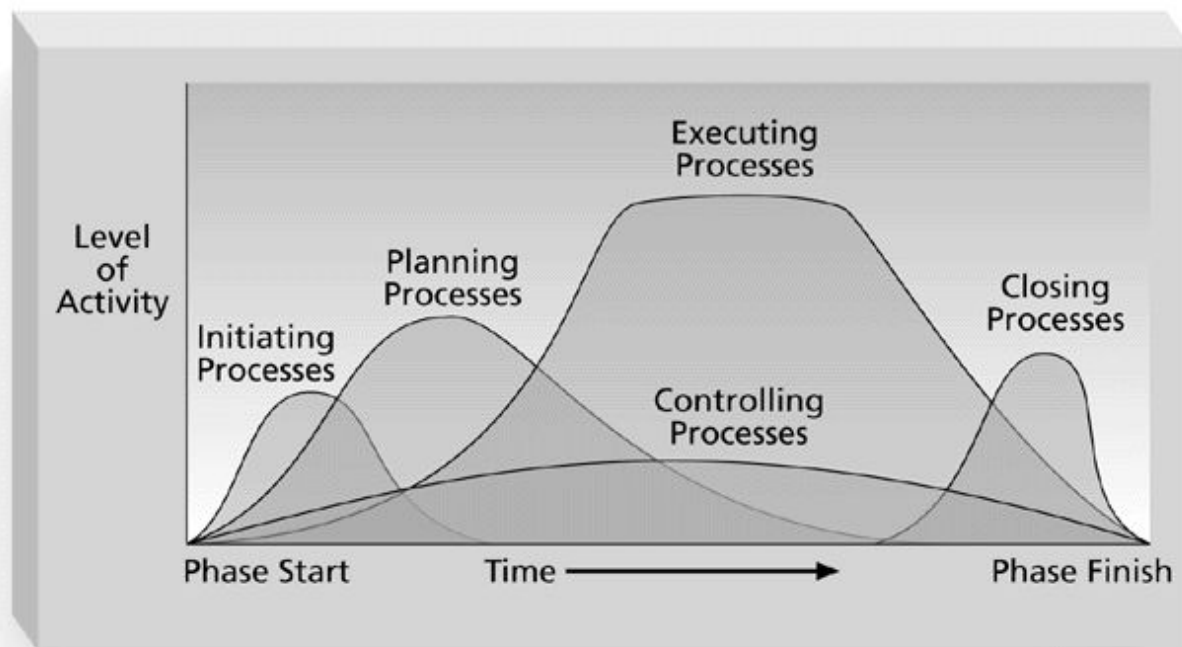 Executing
Processes
Level
of
Activity
Planning
Processes
Closing
Processes
Initiating
Processes
Controlling
Processes
Phase Start
Time
Phase Finish